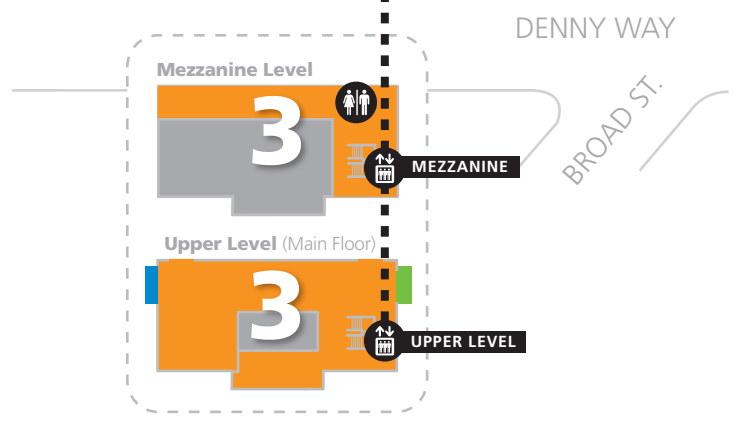 DENNY WAY
Mezzanine Level
3
BROAD ST.
MEZZANINE
Upper Level (Main Floor)
3
UPPER LEVEL